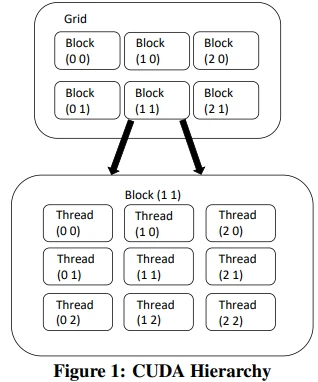 Grid
Block Block Block
(0 0) (1 0) (2 0)
Block Block Block
(0 1) (1 1) (2 1)
Block (1 1)
Thread Thread Thread
(0 0) (1 0) (2 0)
Thread Thread Thread
(0 1) (1 1) (2 1)
Thread Thread Thread
(0 2) (1 2) (2 2)
Figure 1: CUDA Hierarchy